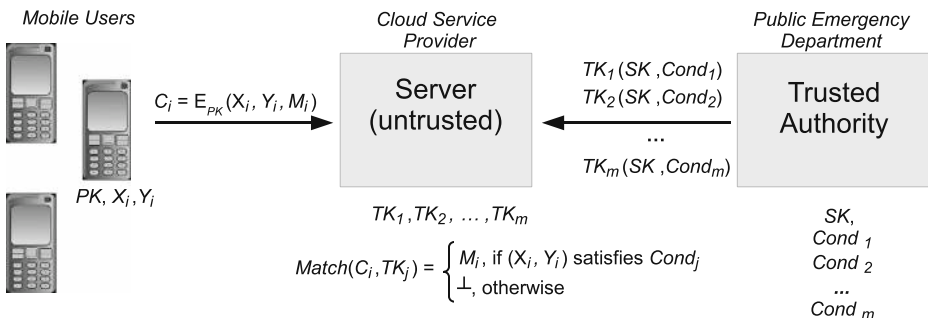 Mobile Users
C_i = E_PK (X_i, Y_i, M_i)
PK, X_i, Y_i
Cloud Service
Provider
Server
(untrusted)
TK_1, TK_2, …, TK_m
Match(C_i, TK_j) = { M_i, if (X_i, Y_i) satisfies Cond_j
⊥, otherwise
TK_1 (SK, Cond_1)
TK_2 (SK, Cond_2)
...
TK_m (SK, Cond_m)
Public Emergency
Department
Trusted
Authority
SK,
Cond_1
Cond_2
...
Cond_m